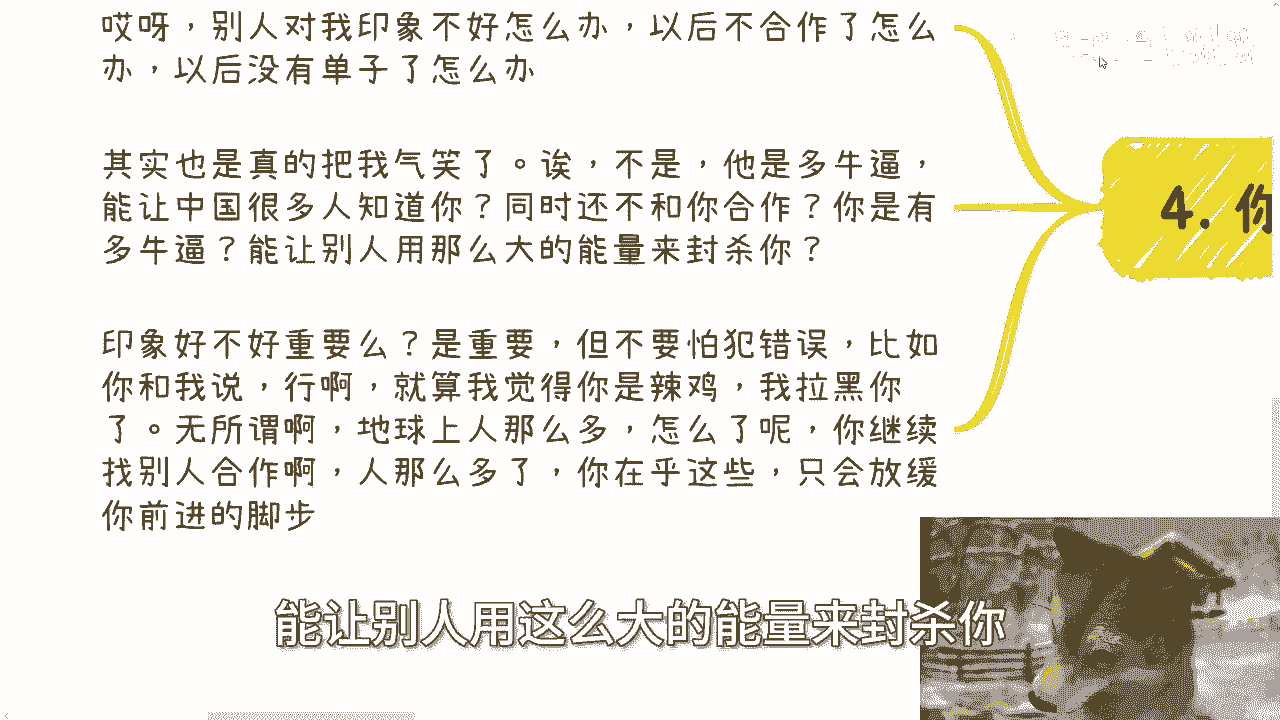 哎呀，别人对我印象不好怎么办，以后不合作了怎么
办，以后没有单子了怎么办
其实也是真的把我气笑了。诶，不是，他是多牛逼，
能让中国很多人知道你？同时还不和你合作？你是有
多牛逼？能让别人用那么大的能量来封杀你？
印象好不好重要么？是重要，但不要怕犯错误，比如
你和我说，行啊，就算我觉得你是辣鸡，我拉黑你
了。无所谓啊，地球上人那么多，怎么了呢，你继续
找别人合作啊，人那么多了，你在乎这些，只会放缓
你前进的脚步
4. 你
能让别人用这么大的能量来封杀你